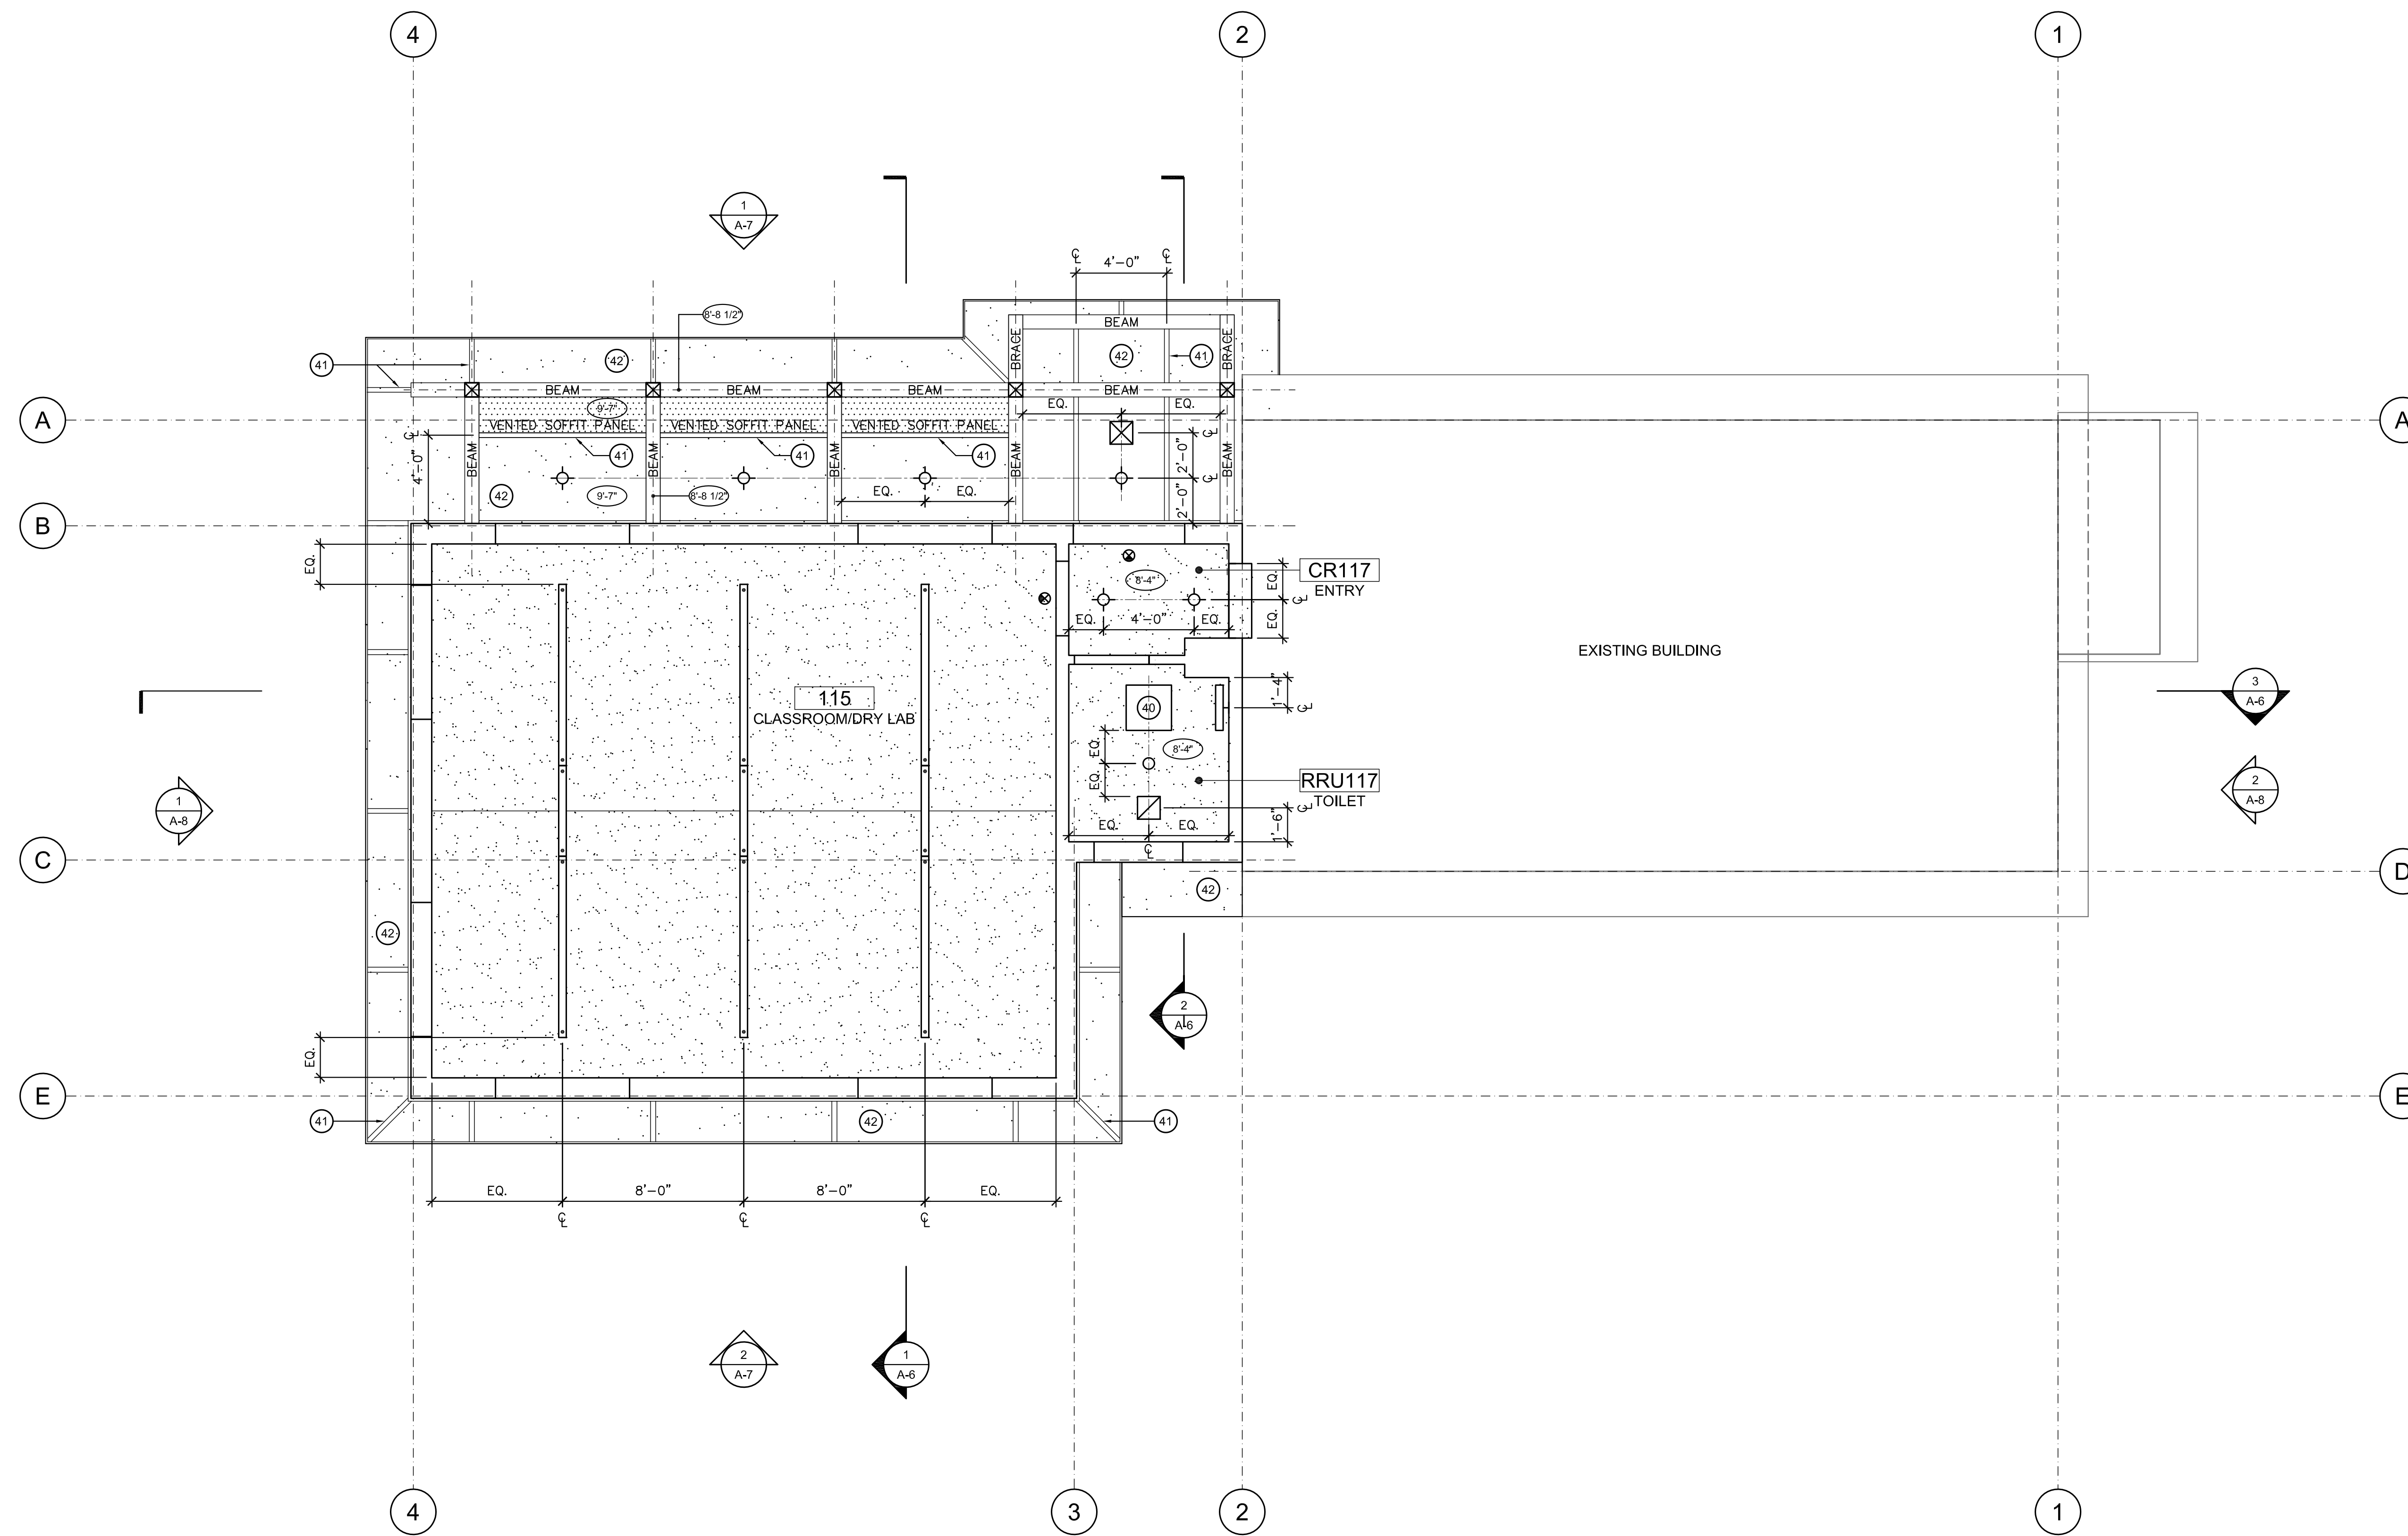 4
2
1
1
A-7
℄
4'-0"
℄
8'-8 1/2"
BEAM
BRACE
BRACE
42
41
42
41
BEAM
BEAM
BEAM
BEAM
A
9'-7"
EQ.
EQ.
A
VENTED SOFFIT PANEL
VENTED SOFFIT PANEL
VENTED SOFFIT PANEL
℄
℄
4'-0"
BEAM
41
BEAM
41
BEAM
41
BEAM
BEAM
2'-0"
℄
42
9'-7"
8'-8 1/2"
EQ.
EQ.
2'-0"
B
EQ.
8'-4"
CR117
ENTRY
EQ.
℄
EQ.
EQ.
4'-0"
EQ.
EXISTING BUILDING
115
CLASSROOM/DRY LAB
40
1'-4"
℄
3
A-6
EQ.
8'-4"
EQ.
RRU117
TOILET
1
A-8
2
A-8
℄
EQ.
EQ.
1'-6"
℄
C
D
42
42
2
A-6
EQ.
E
E
41
42
41
EQ.
8'-0"
8'-0"
EQ.
℄
℄
℄
2
A-7
1
A-6
4
3
2
1